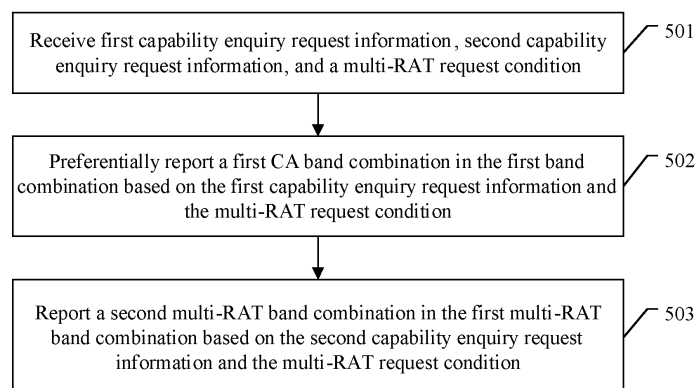 Receive first capability enquiry request information, second capability
enquiry request information, and a multi-RAT request condition
501
Preferentially report a first CA band combination in the first band
combination based on the first capability enquiry request information and
the multi-RAT request condition
502
Report a second multi-RAT band combination in the first multi-RAT
band combination based on the second capability enquiry request
information and the multi-RAT request condition
503